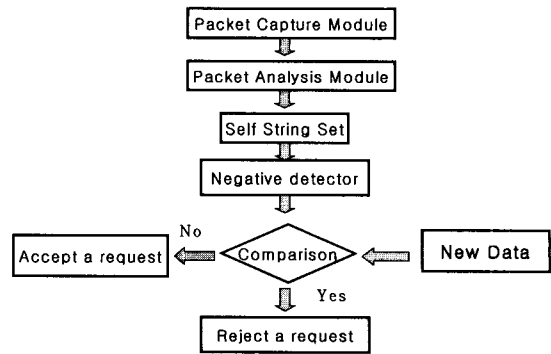 Packet Capture Module
Packet Analysis Module
Self String Set
Negative detector
No
Accept a request
Comparison
New Data
Yes
Reject a request